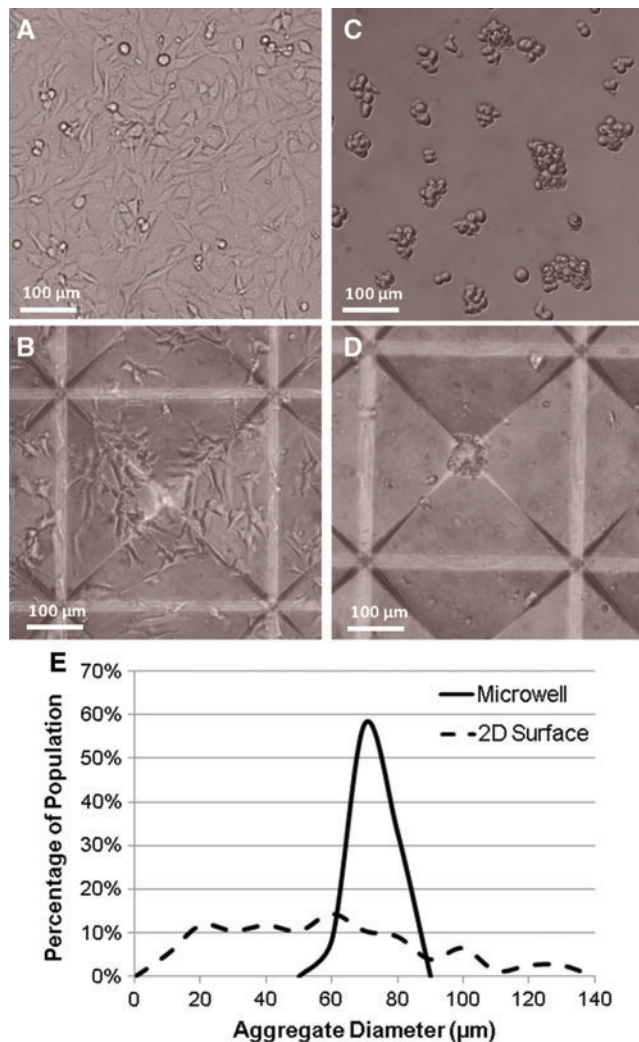 A
100 µm
C
100 µm
B
100 µm
D
100 µm
E
70%
60%
50%
40%
30%
20%
10%
0%
Percentage of Population
Microwell
2D Surface
0 20 40 60 80 100 120 140
Aggregate Diameter (µm)